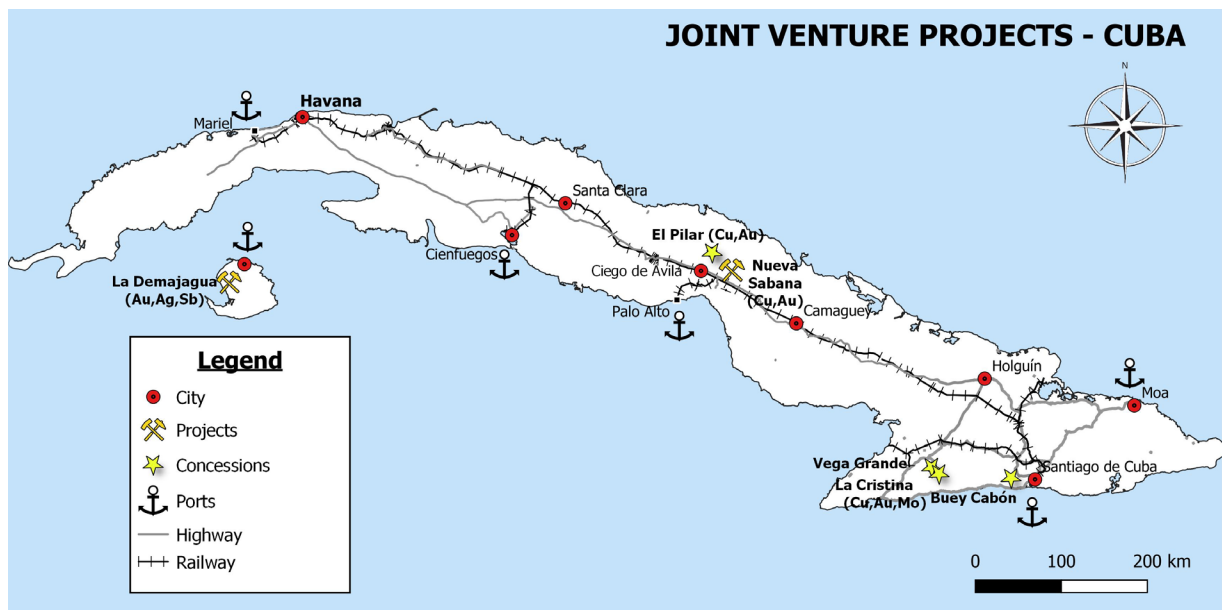 JOINT VENTURE PROJECTS - CUBA
N
Havana
Mariel
Santa Clara
El Pilar (Cu,Au)
Cienfuegos
Ciego de Ávila
Nueva
Sabana
(Cu,Au)
La Demajagua
(Au,Ag,Sb)
Palo Alto
Camaguey
Legend
City
Projects
Concessions
Ports
Highway
Railway
Holguín
Moa
Vega Grande
La Cristina
(Cu,Au,Mo)
Buey Cabón
Santiago de Cuba
0 100 200 km